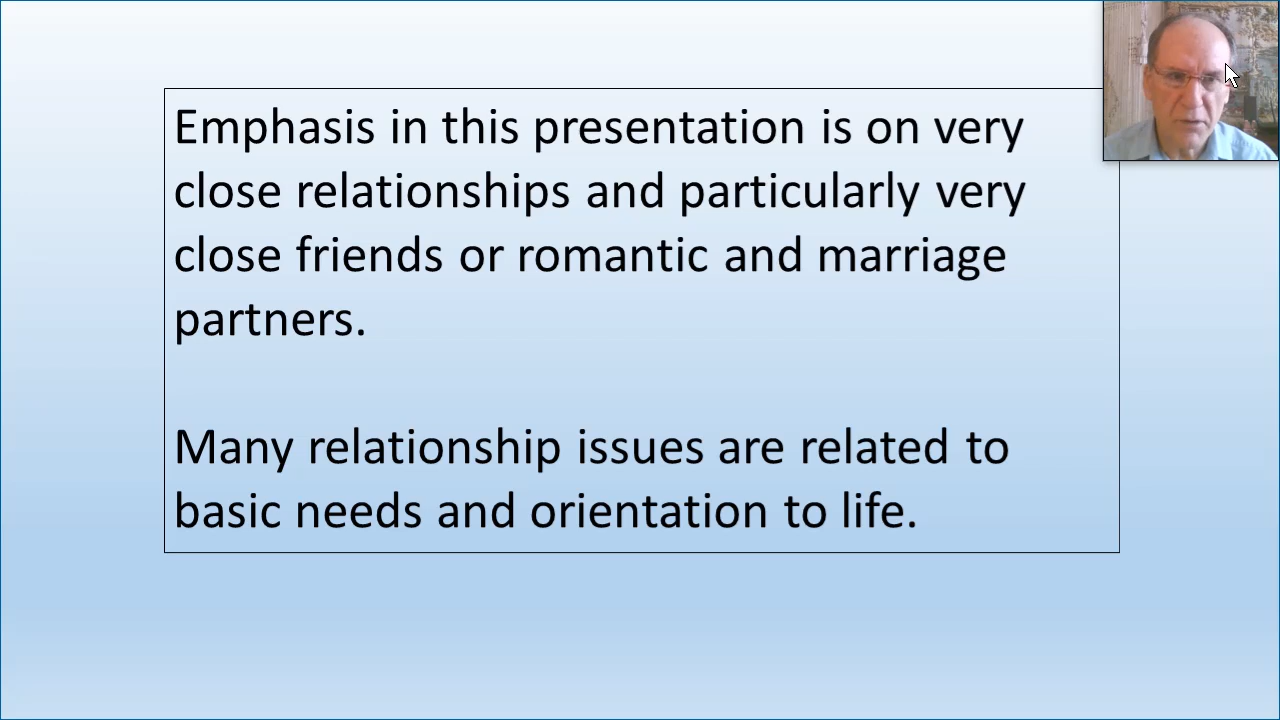 Emphasis in this presentation is on very
close relationships and particularly very
close friends or romantic and marriage
partners.
Many relationship issues are related to
basic needs and orientation to life.